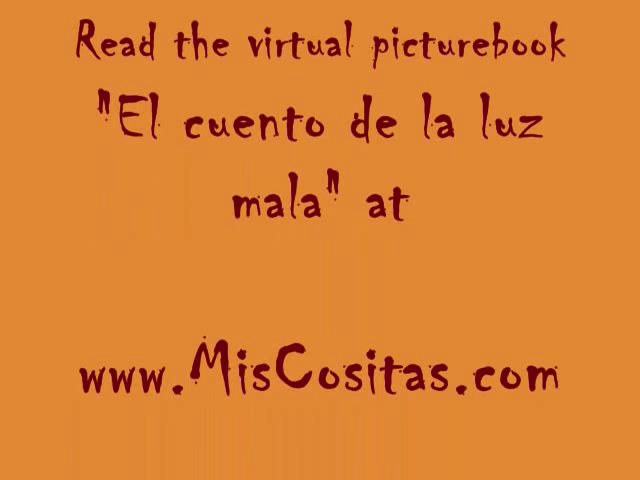 Read the virtual picturebook
"El cuento de la luz
mala" at
www.MisCositas.com